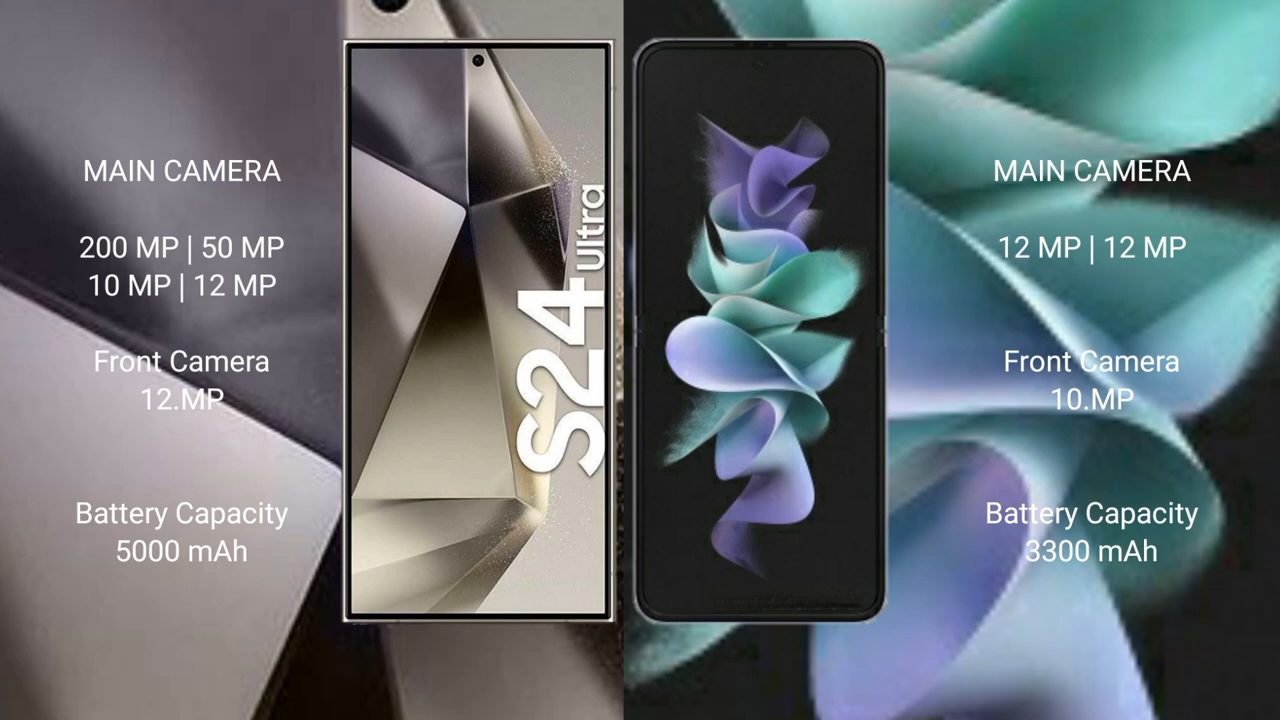 MAIN CAMERA
200 MP | 50 MP
10 MP | 12 MP
Front Camera
12.MP
Battery Capacity
5000 mAh
S24 Ultra
MAIN CAMERA
12 MP | 12 MP
Front Camera
10.MP
Battery Capacity
3300 mAh